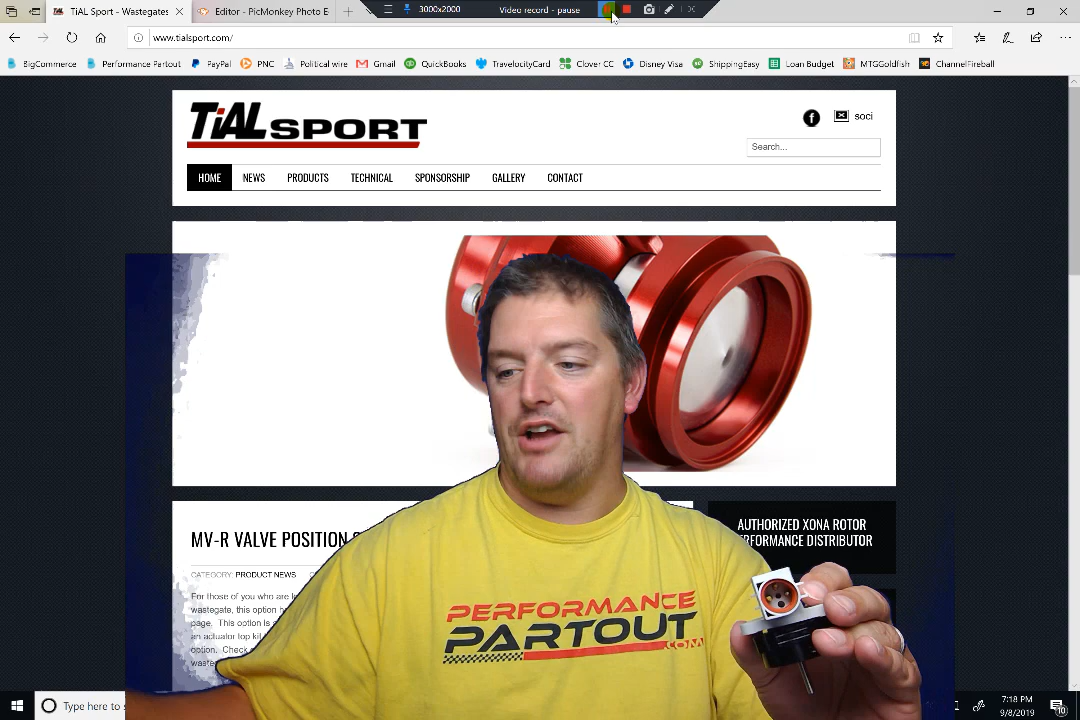 TiAL Sport - Wastegates
Editor - PicMonkey Photo E
3000x2000
Video record - pause
www.tialsport.com/
BigCommerce
Performance Partout
PayPal
PNC
Political wire
Gmail
QuickBooks
TravelocityCard
Clover CC
Disney Visa
ShippingEasy
Loan Budget
MTGGoldfish
ChannelFireball
TiAL SPORT
f
soci
Search...
HOME
NEWS
PRODUCTS
TECHNICAL
SPONSORSHIP
GALLERY
CONTACT
MV-R VALVE POSITION S
CATEGORY: PRODUCT NEWS
For those of you who are
wastegate, this option h
page. This option is
an actuator top kit
option. Check
waste
AUTHORIZED XONA ROTOR
ERFORMANCE DISTRIBUTOR
PERFORMANCE
PARTOUT
.COM
Type here to s
7:18 PM
9/8/2019
10